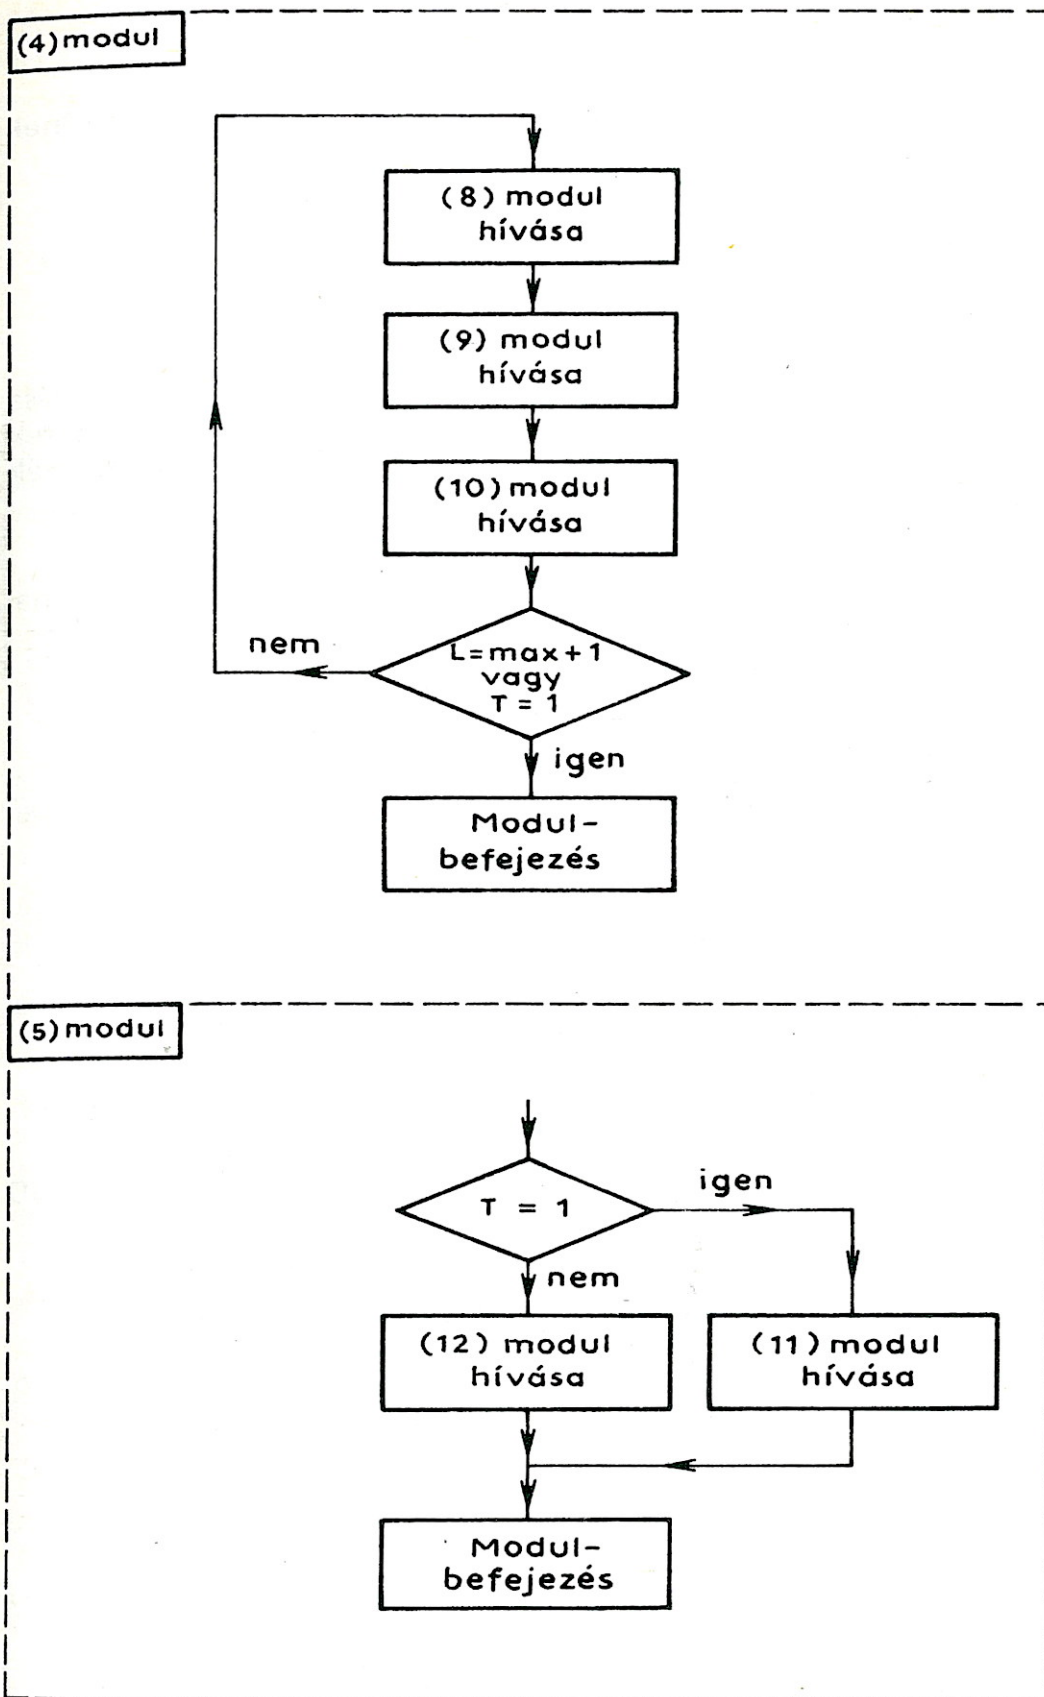 (4) modul
(8) modul
hívása
(9) modul
hívása
(10) modul
hívása
nem
L=max+1
vagy
T = 1
igen
Modul-
befejezés
(5) modul
T = 1
igen
nem
(12) modul
hívása
(11) modul
hívása
Modul-
befejezés